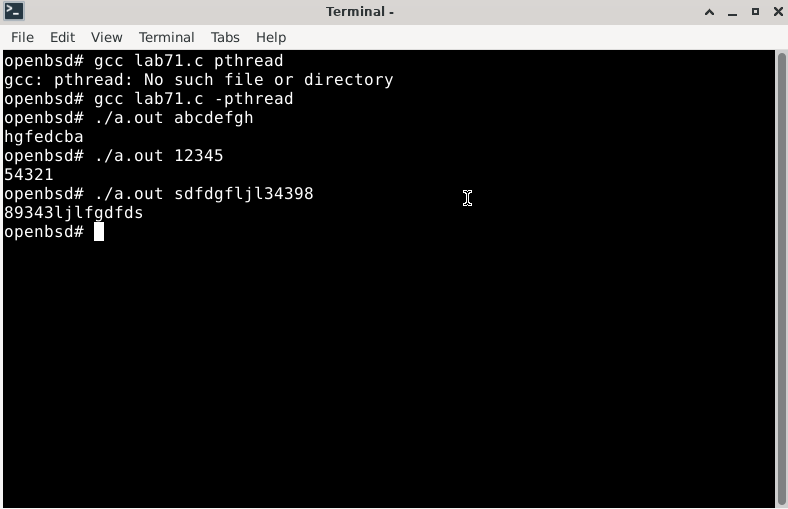 Terminal -
File Edit View Terminal Tabs Help
openbsd# gcc lab71.c pthread
gcc: pthread: No such file or directory
openbsd# gcc lab71.c -pthread
openbsd# ./a.out abcdefgh
hgfedcba
openbsd# ./a.out 12345
54321
openbsd# ./a.out sdfdgfljl34398
89343ljlfgdfds
openbsd#